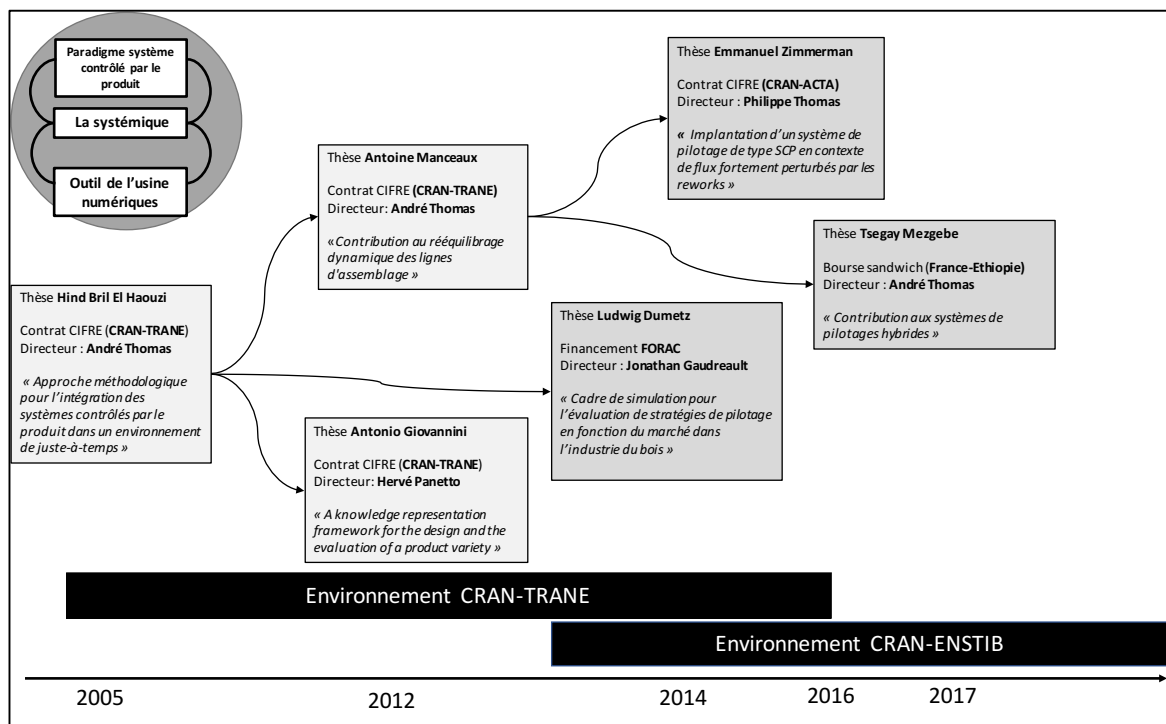 Paradigme système
contrôlé par le
produit
La systémique
Outil de l'usine
numériques
Thèse Hind Bril El Haouzi
Contrat CIFRE (CRAN-TRANE)
Directeur : André Thomas
« Approche méthodologique
pour l'intégration des
systèmes contrôlés par le
produit dans un environnement
de juste-à-temps »
Thèse Antoine Manceaux
Contrat CIFRE (CRAN-TRANE)
Directeur: André Thomas
«Contribution au rééquilibrage
dynamique des lignes
d'assemblage »
Thèse Antonio Giovannini
Contrat CIFRE (CRAN-TRANE)
Directeur: Hervé Panetto
« A knowledge representation
framework for the design and the
evaluation of a product variety »
Thèse Emmanuel Zimmerman
Contrat CIFRE (CRAN-ACTA)
Directeur : Philippe Thomas
« Implantation d'un système de
pilotage de type SCP en contexte
de flux fortement perturbés par les
reworks »
Thèse Ludwig Dumetz
Financement FORAC
Directeur : Jonathan Gaudreault
« Cadre de simulation pour
l'évaluation de stratégies de pilotage
en fonction du marché dans
l'industrie du bois »
Thèse Tsegay Mezgebe
Bourse sandwich (France-Ethiopie)
Directeur : André Thomas
« Contribution aux systèmes de
pilotages hybrides »
Environnement CRAN-TRANE
Environnement CRAN-ENSTIB
2005
2012
2014
2016
2017